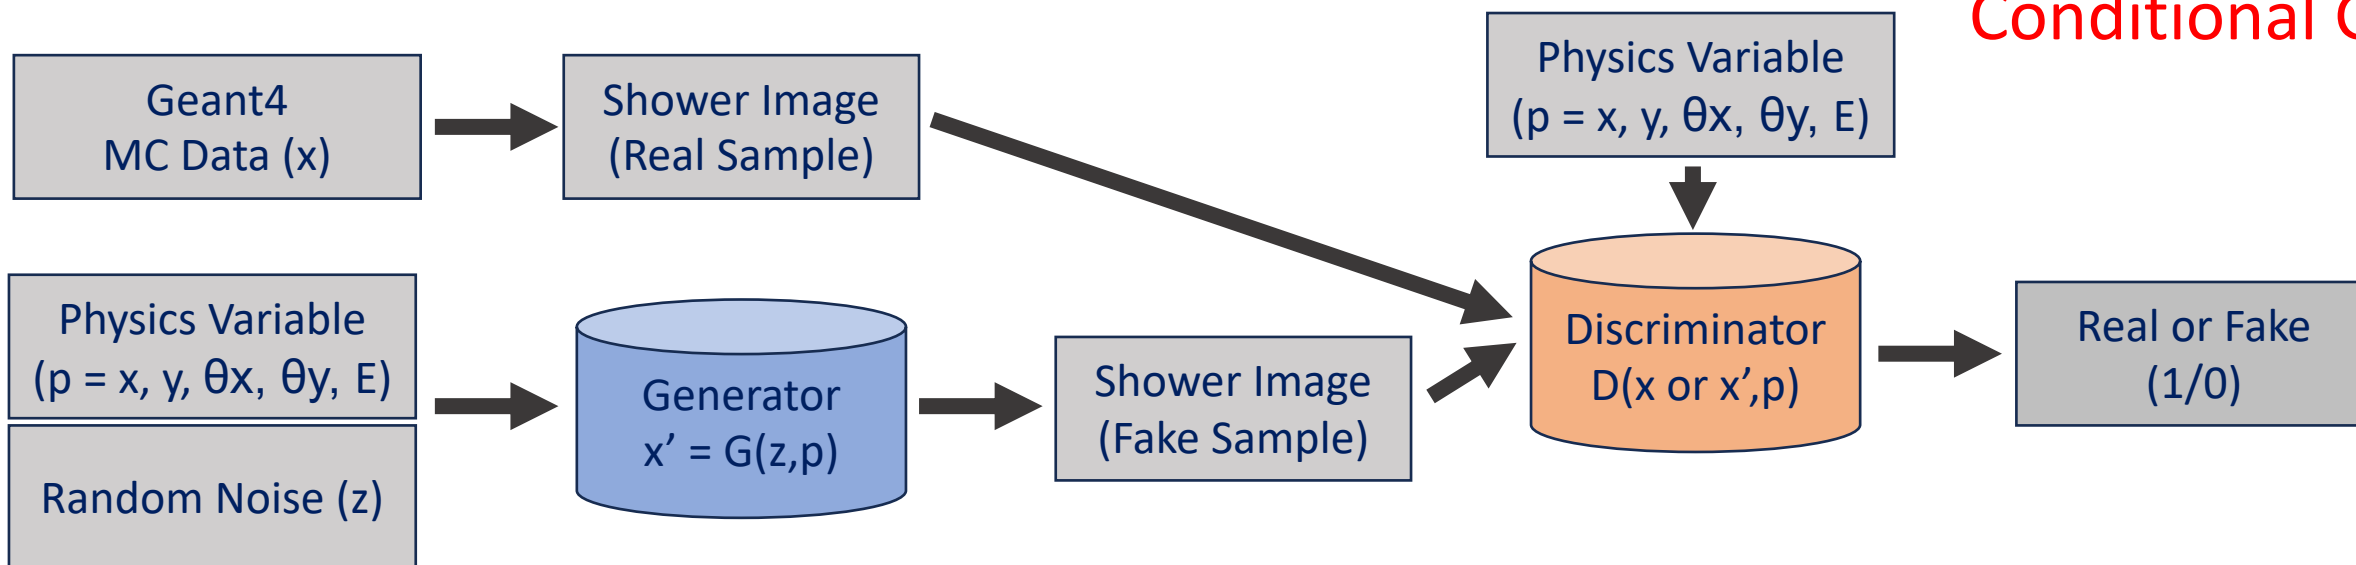 Conditional
Geant4
MC Data (x)
Shower Image
(Real Sample)
Physics Variable
(p = x, y, θx, θy, E)
Physics Variable
(p = x, y, θx, θy, E)
Random Noise (z)
Generator
x’ = G(z,p)
Shower Image
(Fake Sample)
Discriminator
D(x or x’,p)
Real or Fake
(1/0)